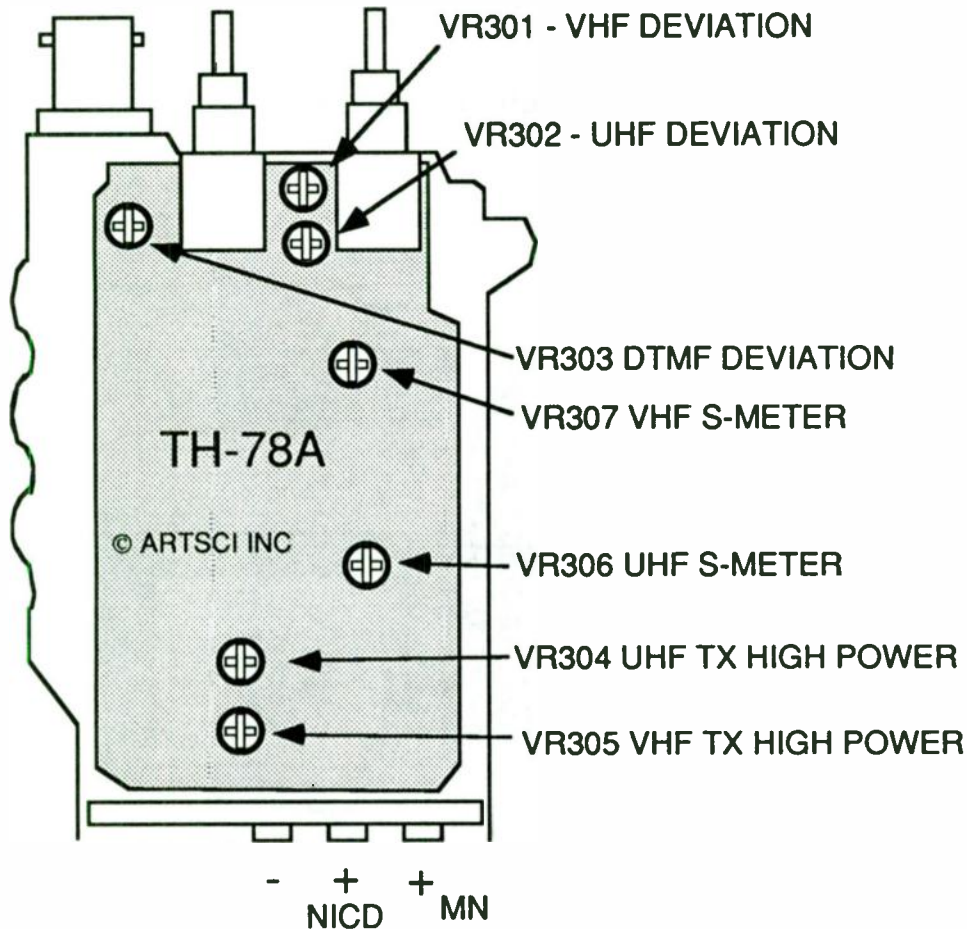 VR301 - VHF DEVIATION
VR302 - UHF DEVIATION
VR303 DTMF DEVIATION
VR307 VHF S-METER
TH-78A
© ARTSCI INC
VR306 UHF S-METER
VR304 UHF TX HIGH POWER
VR305 VHF TX HIGH POWER
- + +
NICD MN